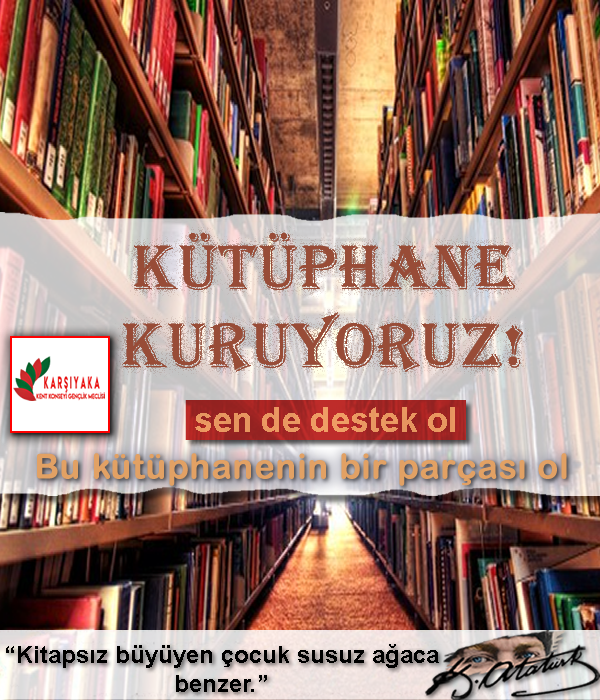 KÜTÜPHANE
KURUYORUZ!
KARŞIYAKA
KENT KONSEYİ GENÇLİK MECLİSİ
sen de destek ol
Bu kütüphanenin bir parçası ol
“Kitapsız büyüyen çocuk susuz ağaca
benzer.”
K. Atatürk